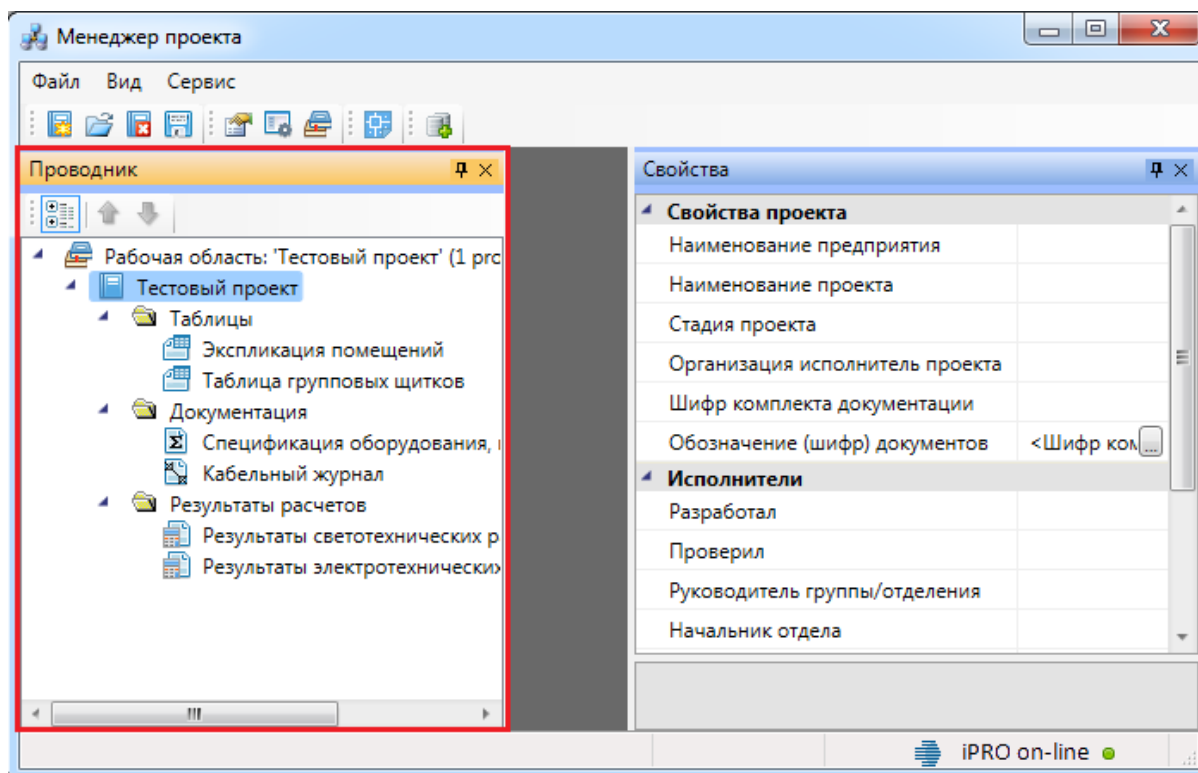 Менеджер проекта
Файл Вид Сервис
Проводник
Рабочая область: 'Тестовый проект' (1 prc
Тестовый проект
Таблицы
Экспликация помещений
Таблица групповых щитков
Документация
Спецификация оборудования,
Кабельный журнал
Результаты расчетов
Результаты светотехнических р
Результаты электротехнических
Свойства
Свойства проекта
Наименование предприятия
Наименование проекта
Стадия проекта
Организация исполнитель проекта
Шифр комплекта документации
Обозначение (шифр) документов <Шифр ком ...
Исполнители
Разработал
Проверил
Руководитель группы/отделения
Начальник отдела
iPRO on-line